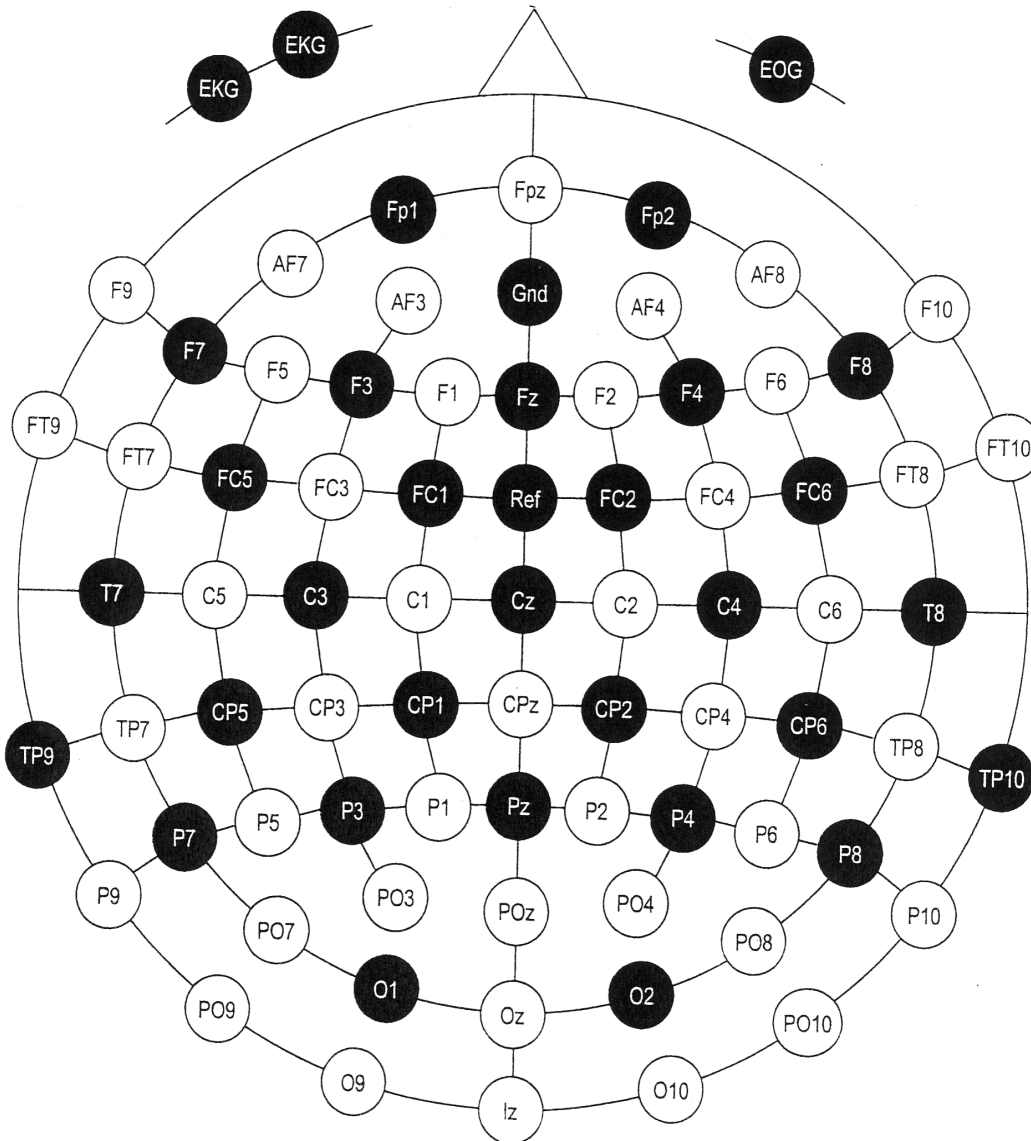 EKG
EKG
EOG
Fpz
Fp1
Fp2
AF7
AF8
F9
Gnd
AF3
AF4
F10
F7
F5
F3
F1
Fz
F2
F4
F6
F8
FT9
FT7
FC5
FC3
FC1
Ref
FC2
FC4
FC6
FT8
FT10
T7
C5
C3
C1
Cz
C2
C4
C6
T8
TP9
TP7
CP5
CP3
CP1
CPz
CP2
CP4
CP6
TP8
TP10
P7
P5
P3
P1
Pz
P2
P4
P6
P8
P9
PO7
PO3
POz
PO4
PO8
P10
PO9
O1
Oz
O2
PO10
O9
Iz
O10